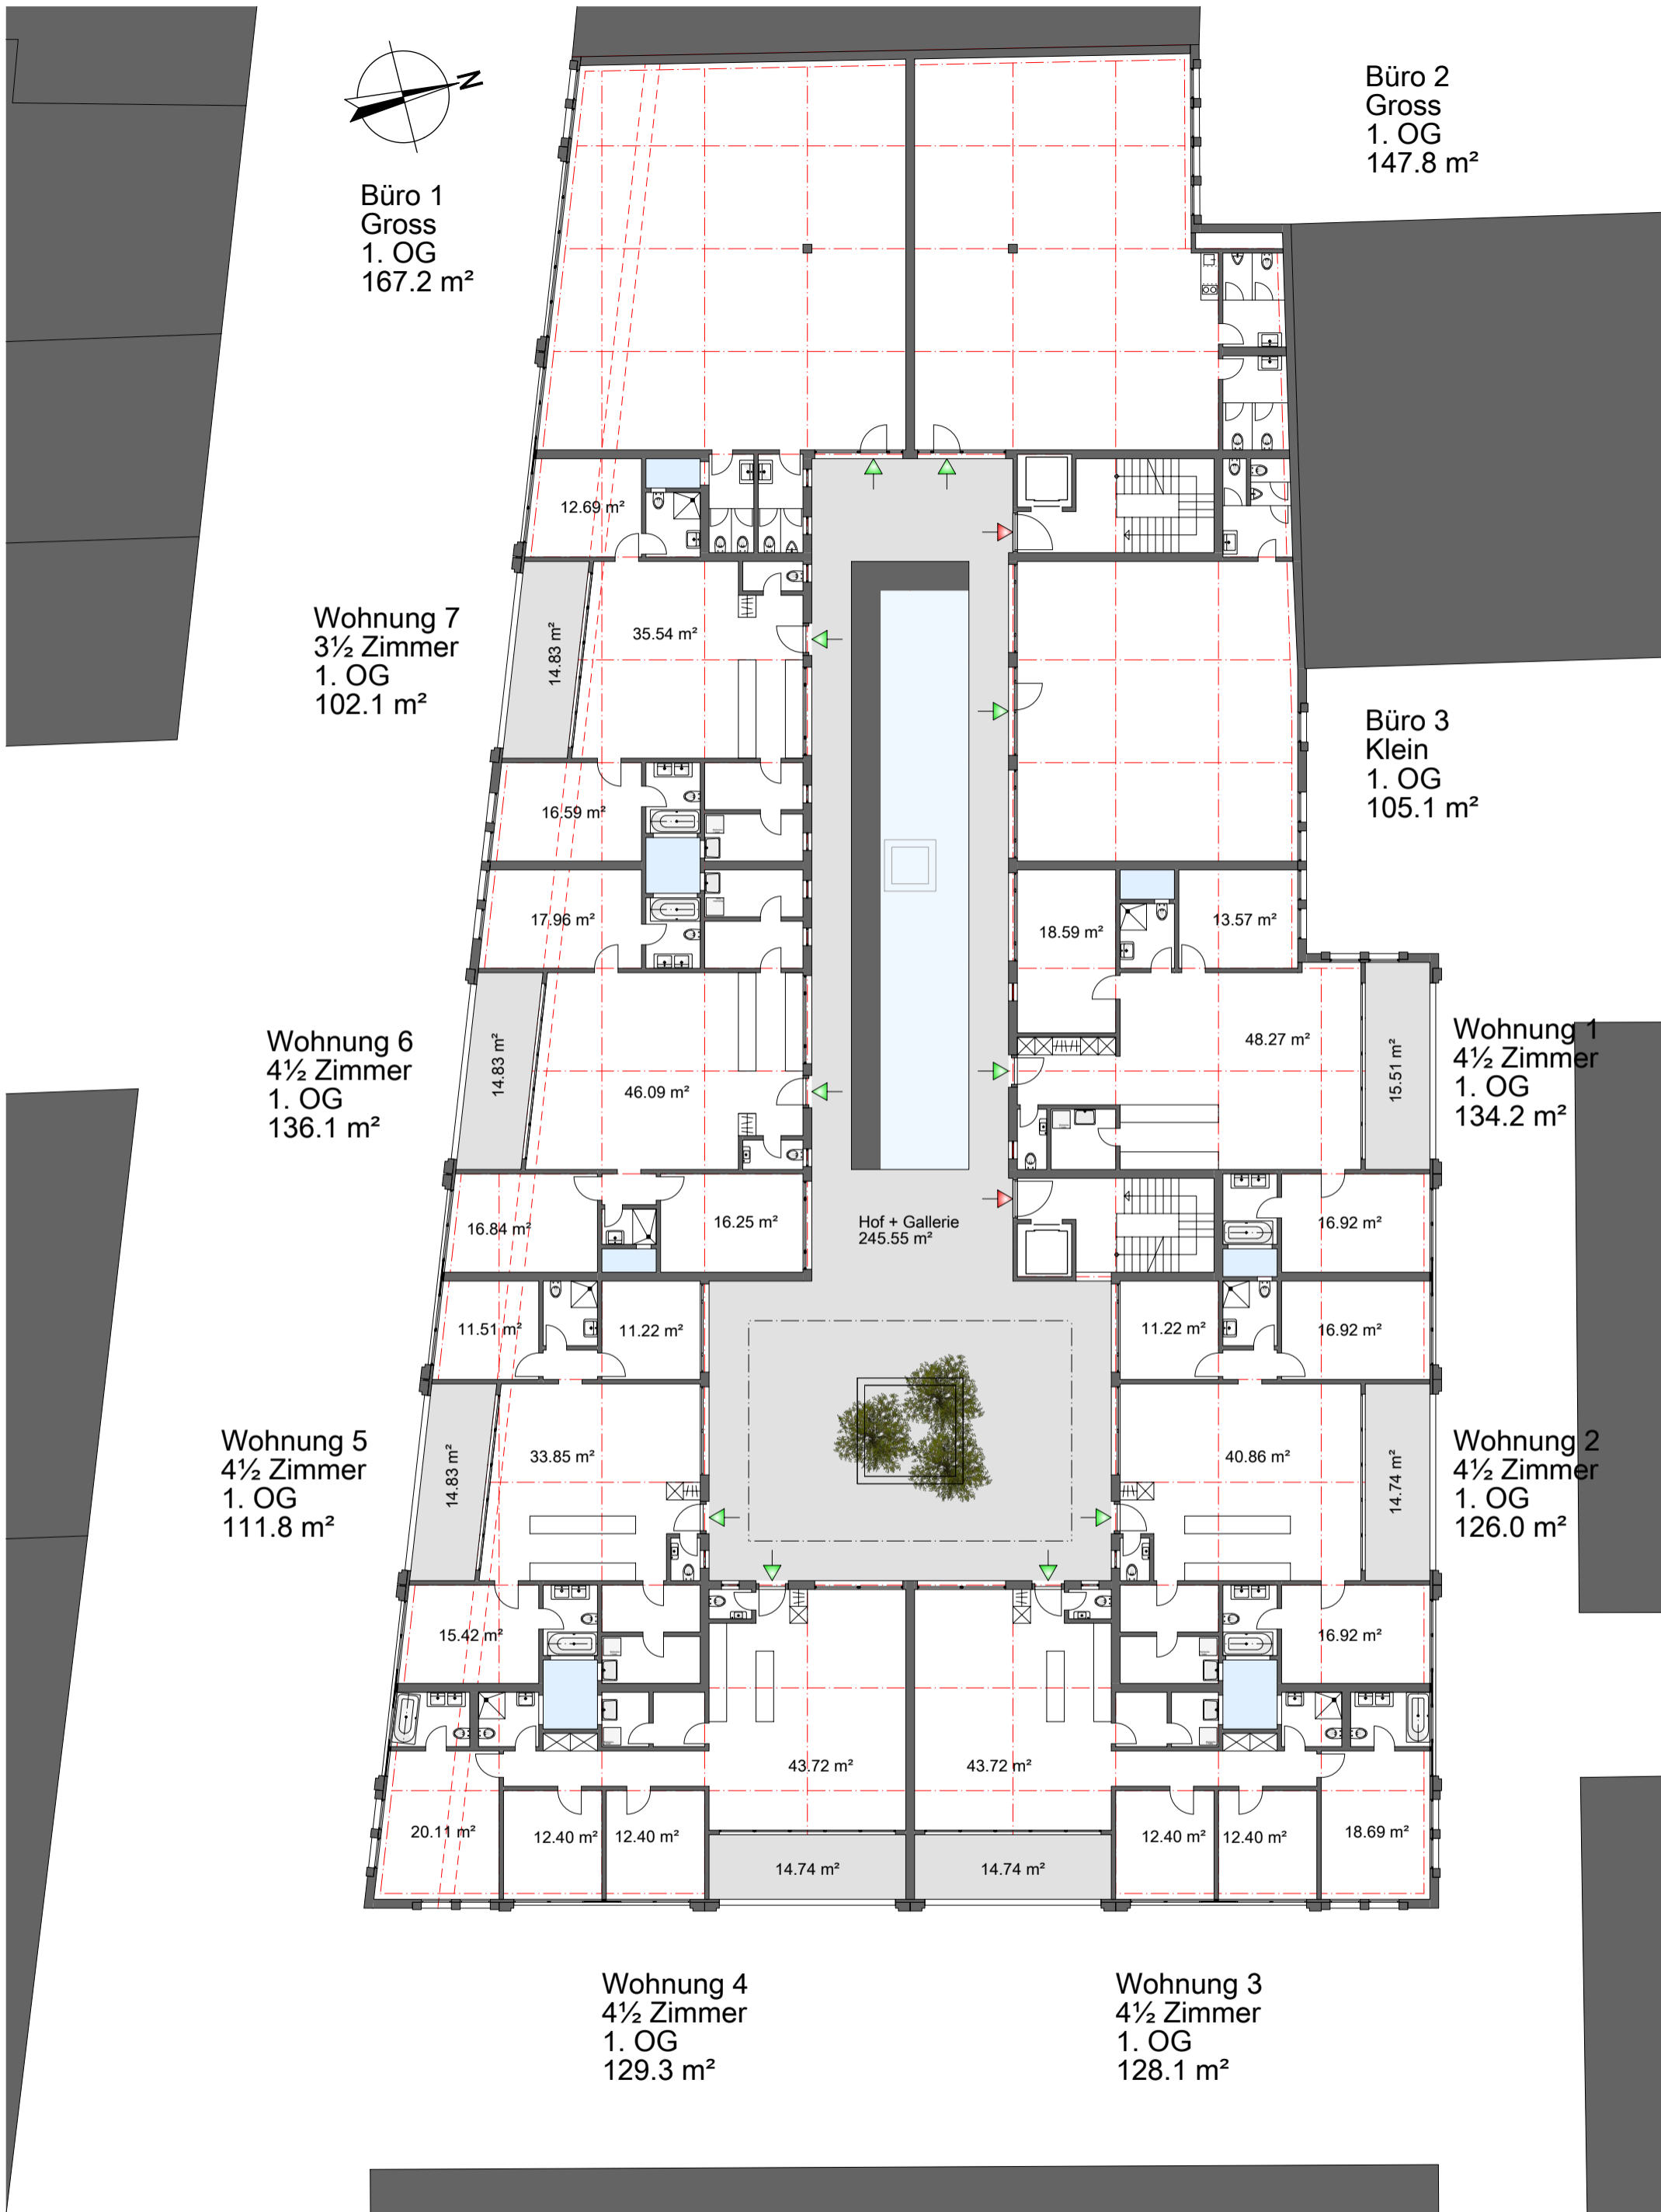 N
Büro 1
Gross
1. OG
167.2 m²
Büro 2
Gross
1. OG
147.8 m²
12.69 m²
Wohnung 7
3½ Zimmer
1. OG
102.1 m²
14.83 m²
35.54 m²
16.59 m²
Büro 3
Klein
1. OG
105.1 m²
17.96 m²
18.59 m²
13.57 m²
Wohnung 6
4½ Zimmer
1. OG
136.1 m²
14.83 m²
46.09 m²
48.27 m²
15.51 m²
Wohnung 1
4½ Zimmer
1. OG
134.2 m²
16.84 m²
16.25 m²
Hof + Gallerie
245.55 m²
16.92 m²
11.51 m²
11.22 m²
11.22 m²
16.92 m²
Wohnung 5
4½ Zimmer
1. OG
111.8 m²
14.83 m²
33.85 m²
40.86 m²
14.74 m²
Wohnung 2
4½ Zimmer
1. OG
126.0 m²
15.42 m²
16.92 m²
43.72 m²
43.72 m²
20.11 m²
12.40 m²
12.40 m²
12.40 m²
12.40 m²
18.69 m²
14.74 m²
14.74 m²
Wohnung 4
4½ Zimmer
1. OG
129.3 m²
Wohnung 3
4½ Zimmer
1. OG
128.1 m²